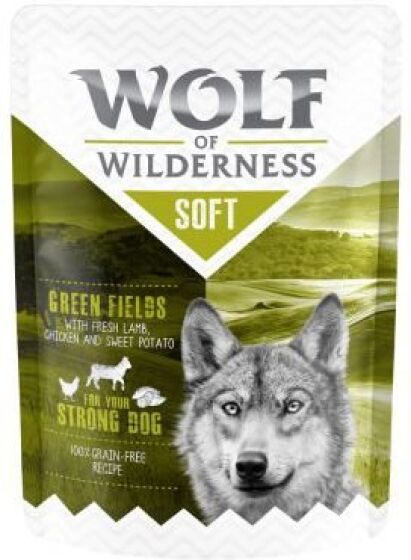 WOLF
OF
WILDERNESS
SOFT
GREEN FIELDS
WITH FRESH LAMB,
CHICKEN AND SWEET POTATO
FOR YOUR
STRONG DOG
100% GRAIN-FREE
RECIPE